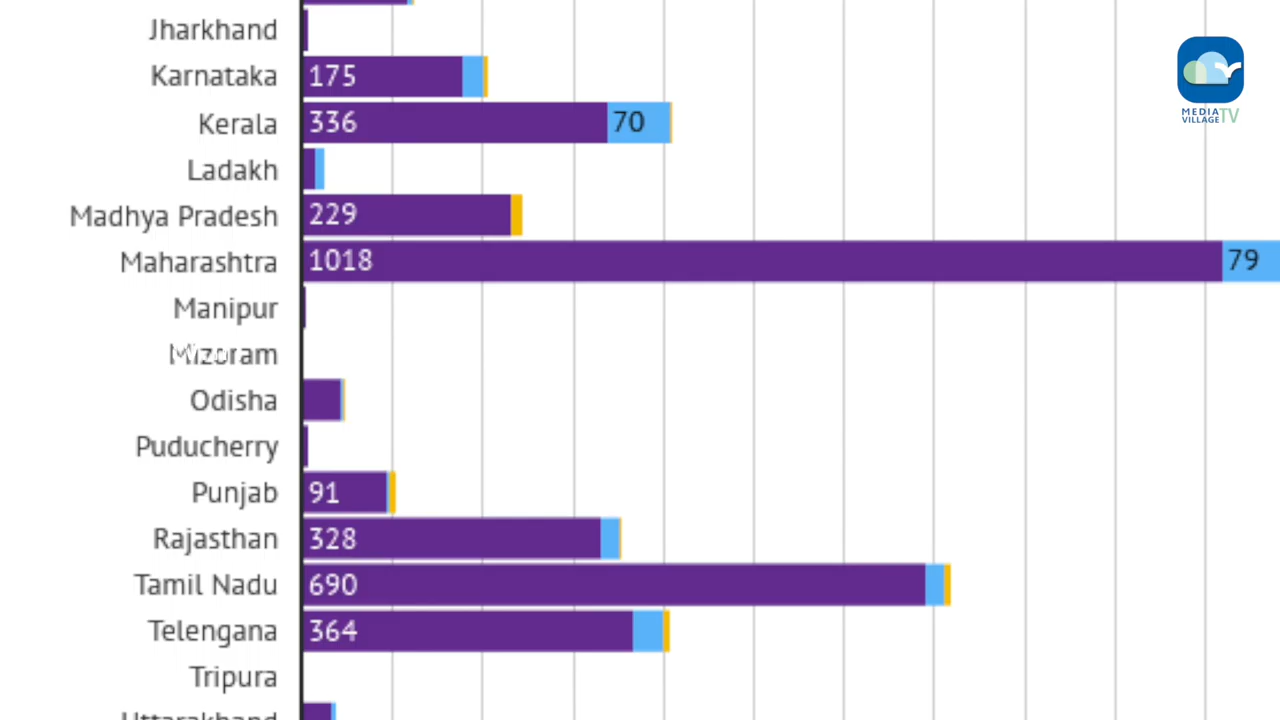 Jharkhand
Karnataka 175
Kerala 336 70
Ladakh
Madhya Pradesh 229
Maharashtra 1018 79
Manipur
Mizoram
Odisha
Puducherry
Punjab 91
Rajasthan 328
Tamil Nadu 690
Telengana 364
Tripura
Uttarakhand
MEDIA
VILLAGE TV